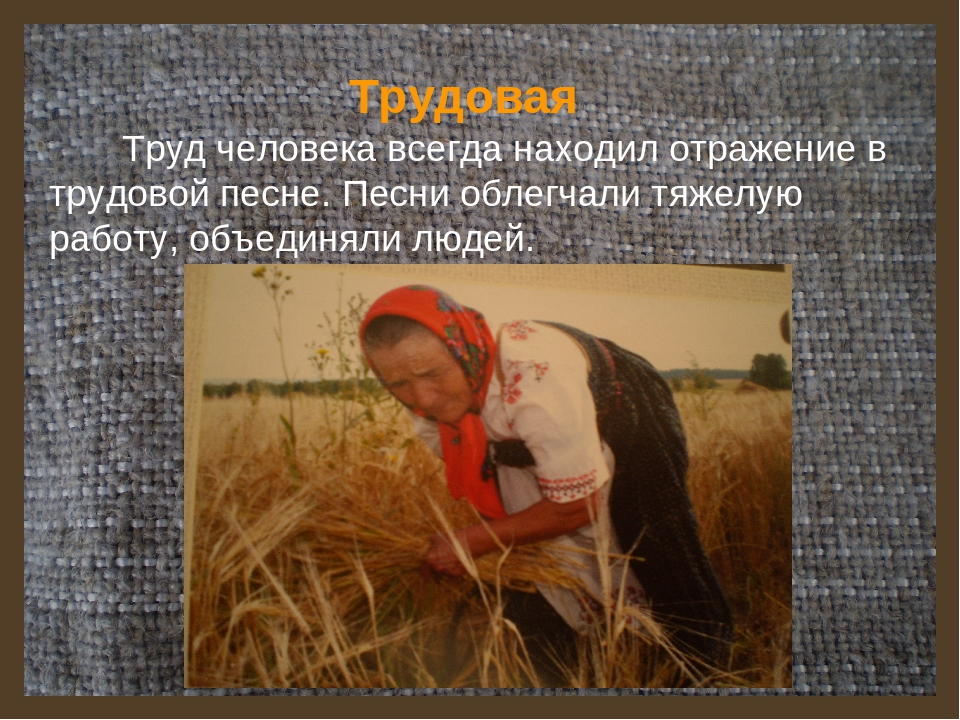 Трудовая
Труд человека всегда находил отражение в
трудовой песне. Песни облегчали тяжелую
работу, объединяли людей.